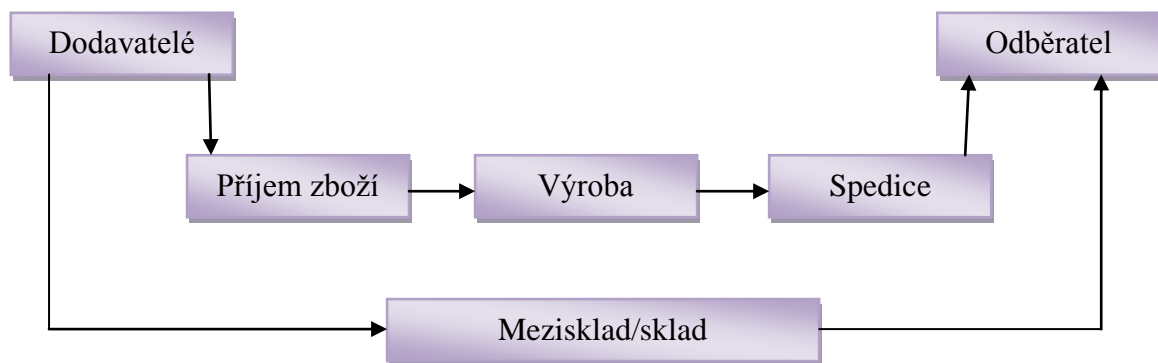 Dodavatelé
Odběratel
Příjem zboží
Výroba
Spedice
Mezisklad/sklad